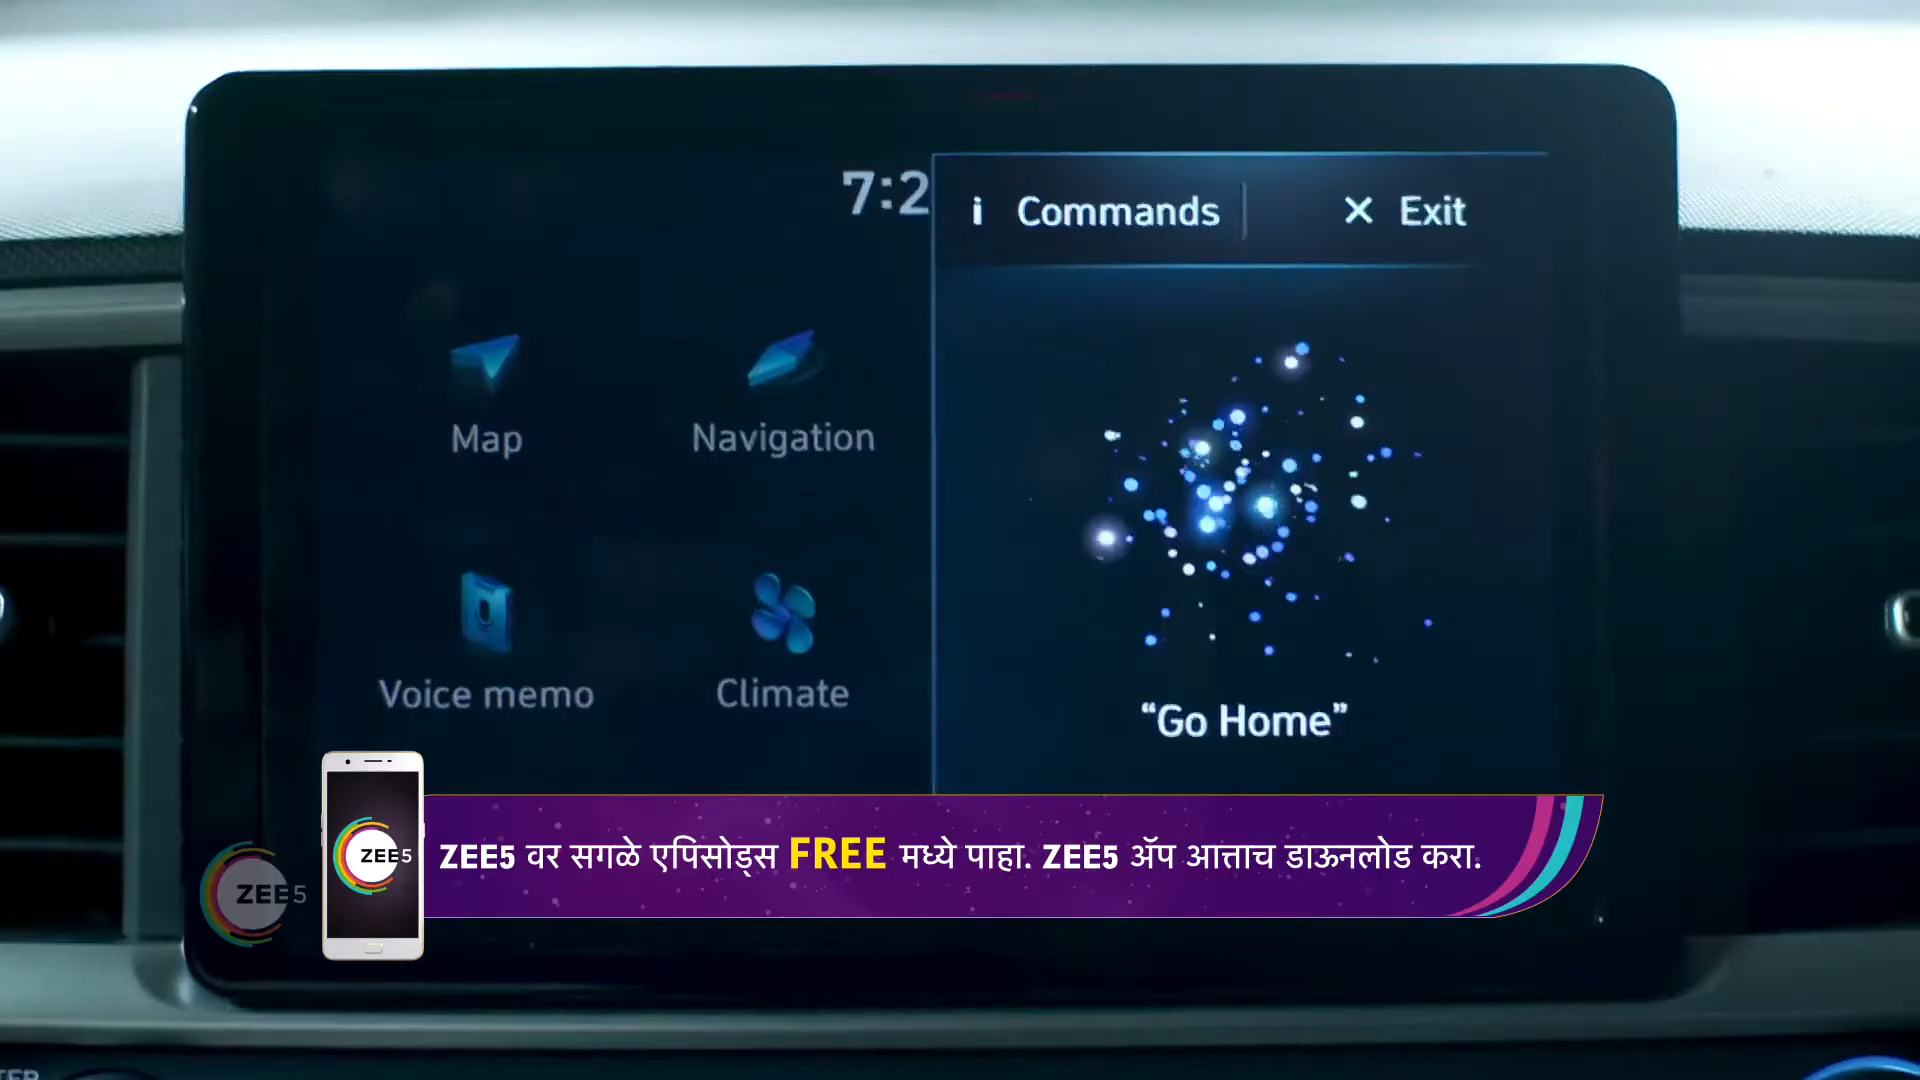 7:2
i Commands
X Exit
Map
Navigation
Voice memo
Climate
“Go Home”
ZEE5
ZEE5
ZEE5 वर सगळे एपिसोड्स FREE मध्ये पाहा. ZEE5 ॲप आत्ताच डाऊनलोड करा.